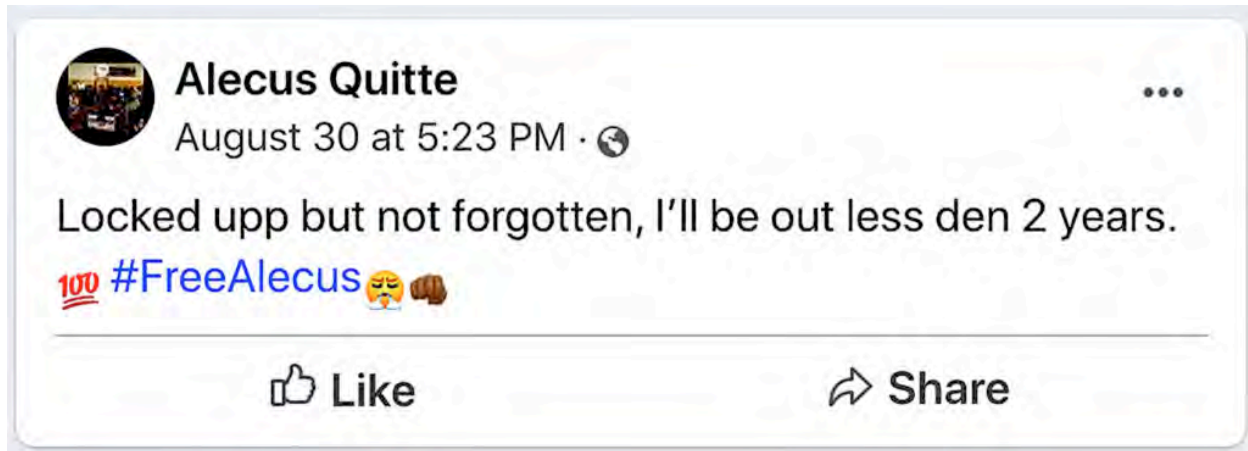 Alecus Quitte
August 30 at 5:23 PM ·
Locked upp but not forgotten, I’ll be out less den 2 years.
💯 #FreeAlecus😤👊🏾
Like
Share